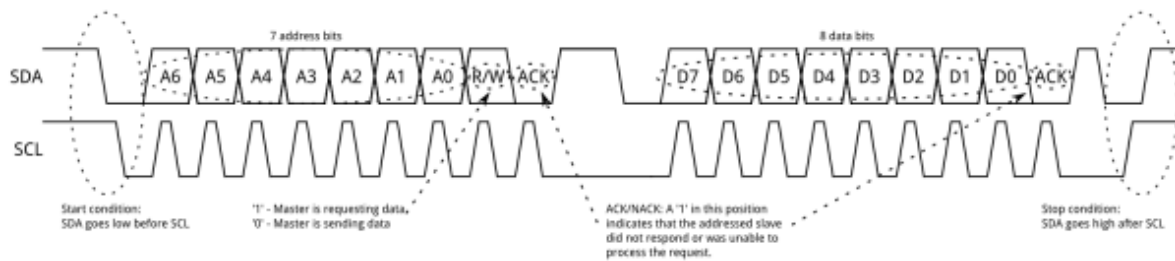 7 address bits
8 data bits
SDA
A6 A5 A4 A3 A2 A1 A0 R/W ACK
D7 D6 D5 D4 D3 D2 D1 D0 ACK
SCL
Start condition:
SDA goes low before SCL
'1' - Master is requesting data,
'0' - Master is sending data
ACK/NACK: A "1" in this position
indicates that the addressed slave
did not respond or was unable to
process the request.
Stop condition:
SDA goes high after SCL